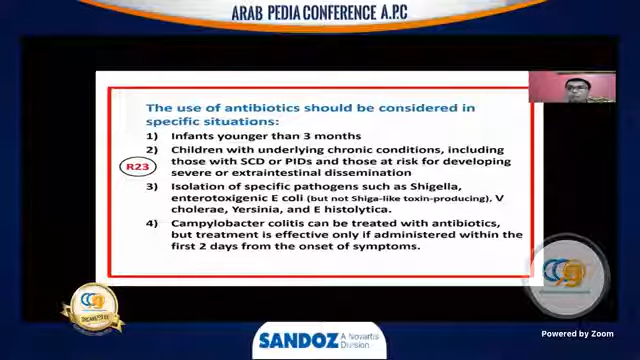 ARAB PEDIA CONFERENCE A.P.C
The use of antibiotics should be considered in
specific situations:
1) Infants younger than 3 months
2) Children with underlying chronic conditions, including
those with SCD or PIDs and those at risk for developing
severe or extraintestinal dissemination
R23
3) Isolation of specific pathogens such as Shigella,
enterotoxigenic E coli (but not Shiga-like toxin-producing), V
cholerae, Yersinia, and E histolytica.
4) Campylobacter colitis can be treated with antibiotics,
but treatment is effective only if administered within the
first 2 days from the onset of symptoms.
SANDOZ A Novartis
Division
Powered by Zoom